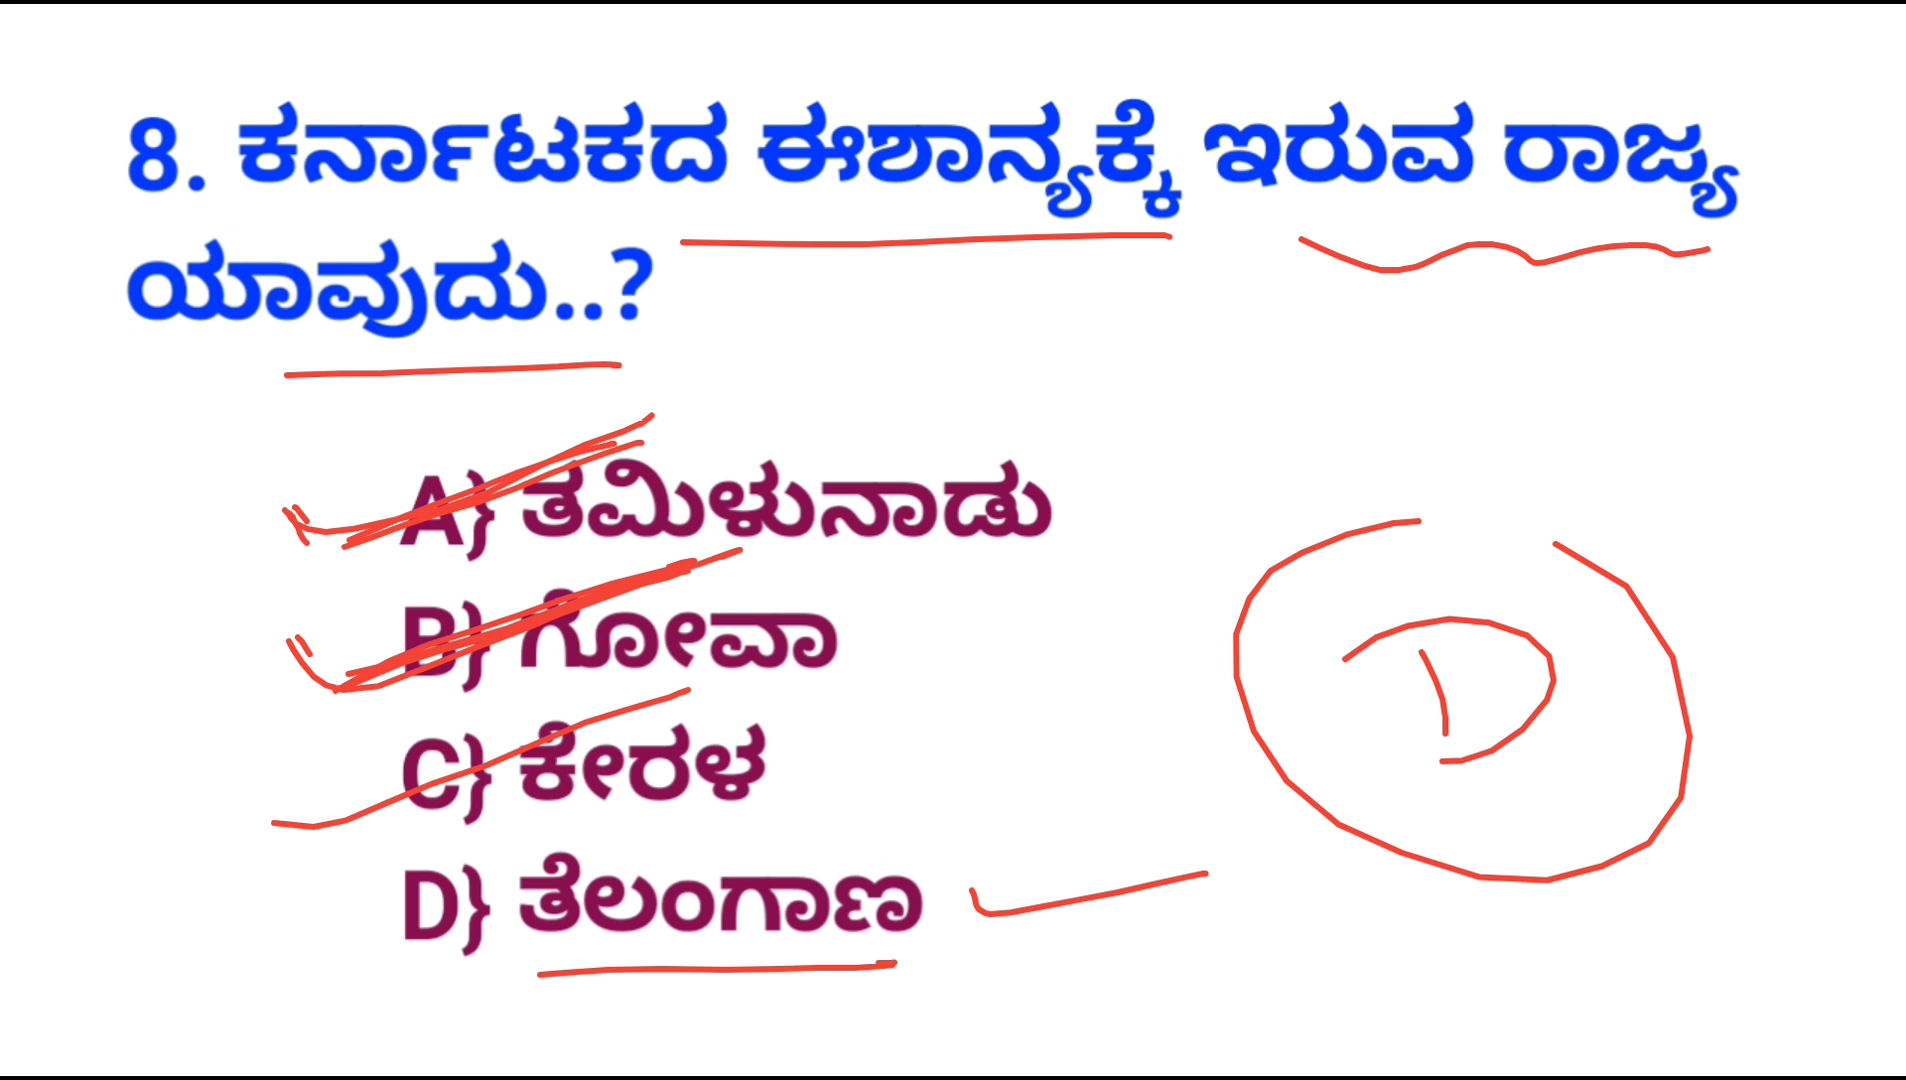 8. ಕರ್ನಾಟಕದ ಈಶಾನ್ಯಕ್ಕೆ ಇರುವ ರಾಜ್ಯ
ಯಾವುದು..?
A} ತಮಿಳುನಾಡು
B} ಗೋವಾ
C} ಕೇರಳ
D} ತೆಲಂಗಾಣ
D